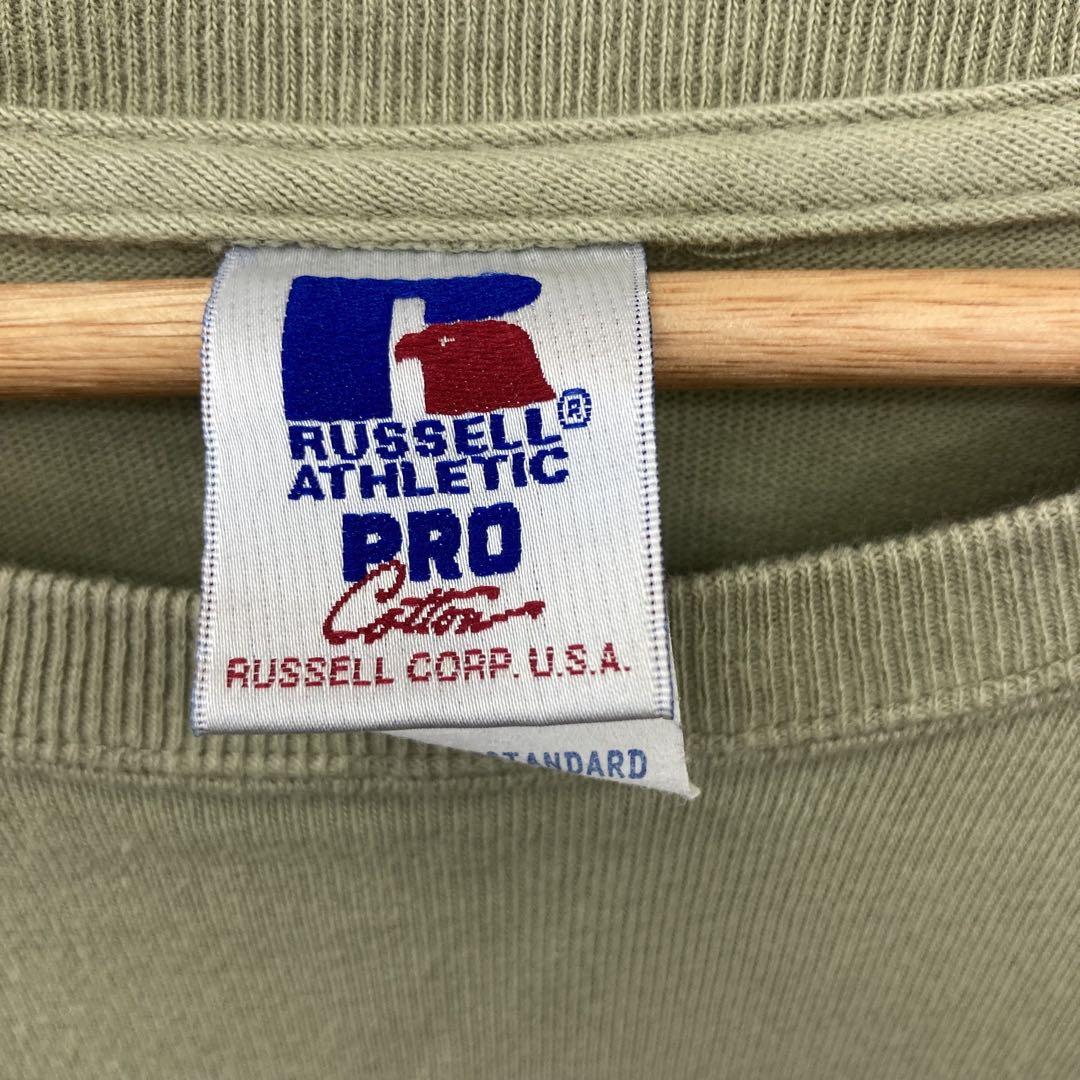 RUSSELL®
ATHLETIC
PRO
Cotton
RUSSELL CORP. U.S.A.
STANDARD